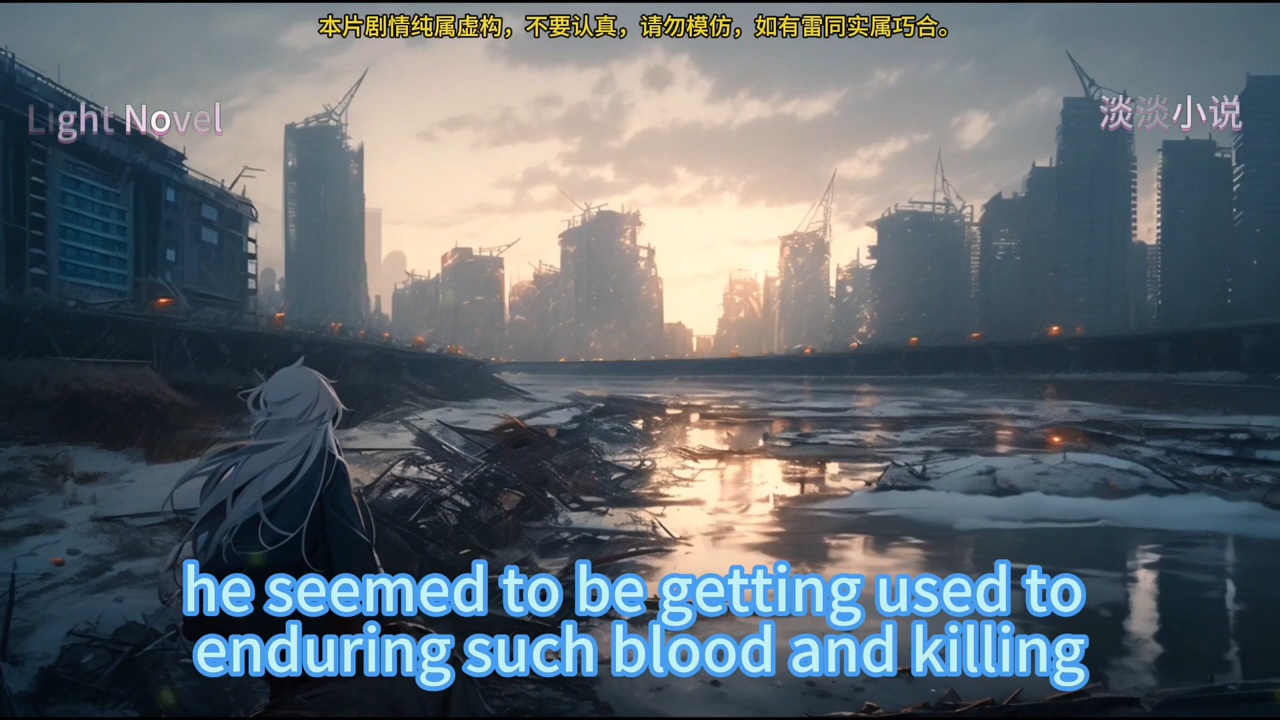 本片剧情纯属虚构，不要认真，请勿模仿，如有雷同实属巧合。
Light Novel
淡淡小说
he seemed to be getting used to
enduring such blood and killing